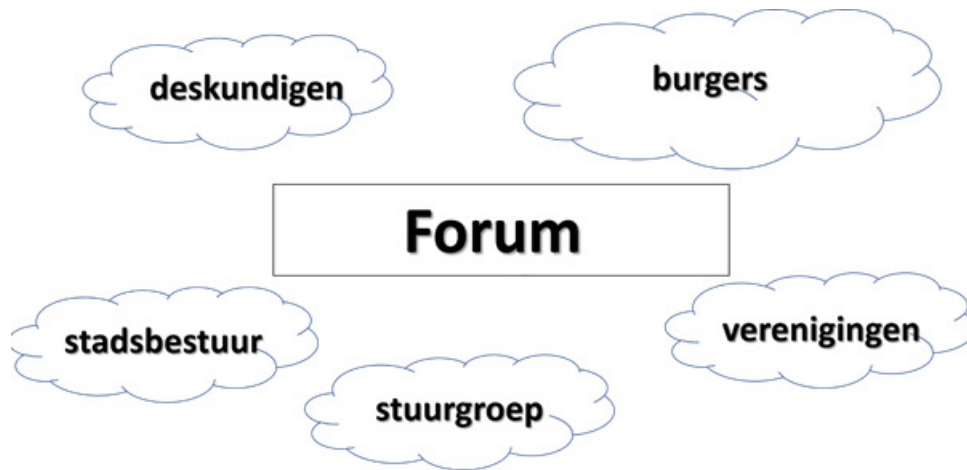 deskundigen
burgers
Forum
stadsbestuur
verenigingen
stuurgroep